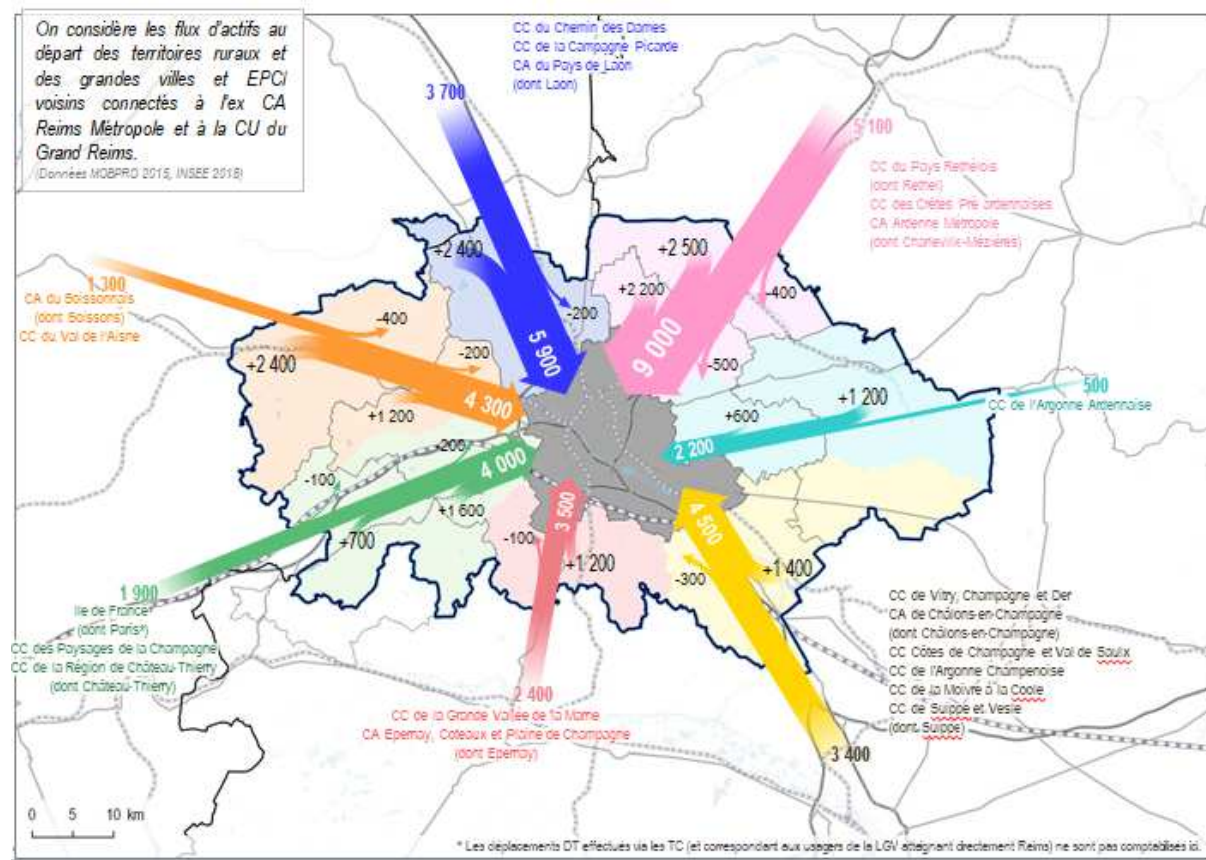 On considère les flux d'actifs au
départ des territoires ruraux et
des grandes villes et EPCI
voisins connectés à l'ex CA
Reims Métropole et à la CU du
Grand Reims.
(Données MOBPRO 2015, INSEE 2018)
CC du Chemin des Dames
CC de la Campagne Picarde
CA du Pays de Laon
(dont Laon)
3 700
5 100
CC du Pays Rethélois
(dont Rethel)
CC des Crêtes Pré ardennaises
CA Ardenne Métropole
(dont Charleville-Mézières)
+2 400
+2 500
+2 200
-400
-200
5 900
9 000
-500
1 300
CA du Soissonnais
(dont Soissons)
CC du Val de l'Aisne
-400
-200
+2 400
+1 200
4 300
500
CC de l'Argonne Ardennaise
+1 200
+600
2 200
-200
4 000
-100
+1 600
+700
1 900
Ile de France*
(dont Paris*)
CC des Paysages de la Champagne
CC de la Région de Château-Thierry
(dont Château-Thierry)
3 500
-100
+1 200
2 400
CC de la Grande Vallée de la Marne
CA Epernay, Coteaux et Plaine de Champagne
(dont Epernay)
4 500
-300
+1 400
3 400
CC de Vitry, Champagne et Der
CA de Châlons-en-Champagne
(dont Châlons-en-Champagne)
CC Côtes de Champagne et Val de Saulx
CC de l'Argonne Champenoise
CC de la Moivre à la Coole
CC de Suippe et Vesle
(dont Suippe)
0 5 10 km
* Les déplacements DT effectués via les TC (et correspondant aux usagers de la LGV atteignant directement Reims) ne sont pas comptabilisés ici.